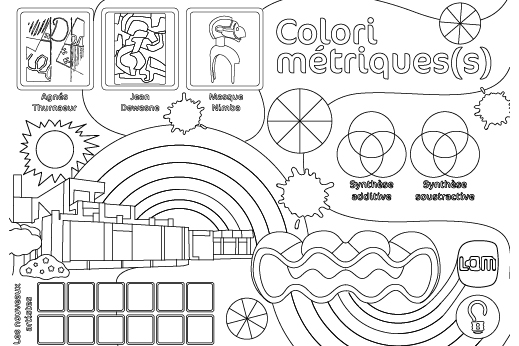 Colori
métriques(s)
Agnès
Thurnauer
Jean
Dewasne
Masque
Nimba
Synthèse
additive
Synthèse
soustractive
LaM
Les nouveaux
artistes